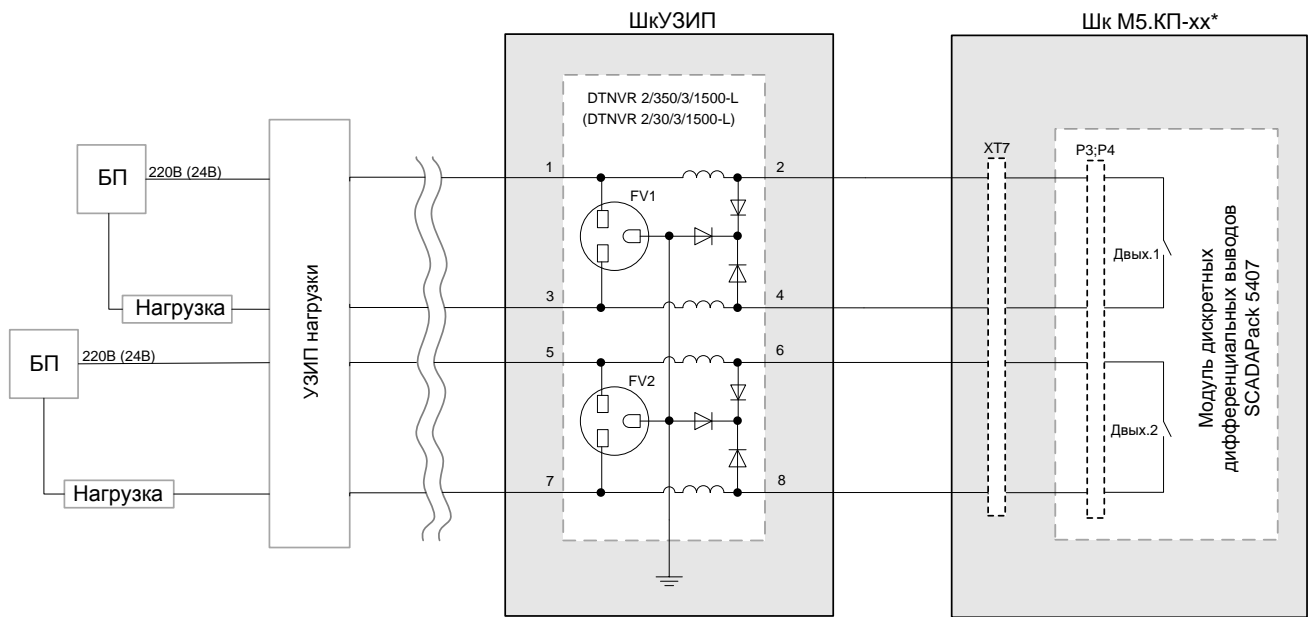 ШкУЗИП
Шк М5.КП-xx*
DTNVR 2/350/3/1500-L
(DTNVR 2/30/3/1500-L)
XT7
P3;P4
БП
220В (24В)
1
2
FV1
Двых.1
3
4
Нагрузка
БП
220В (24В)
5
6
FV2
Двых.2
7
8
Нагрузка
УЗИП нагрузки
Модуль дискретных
дифференциальных выводов
SCADAPack 5407